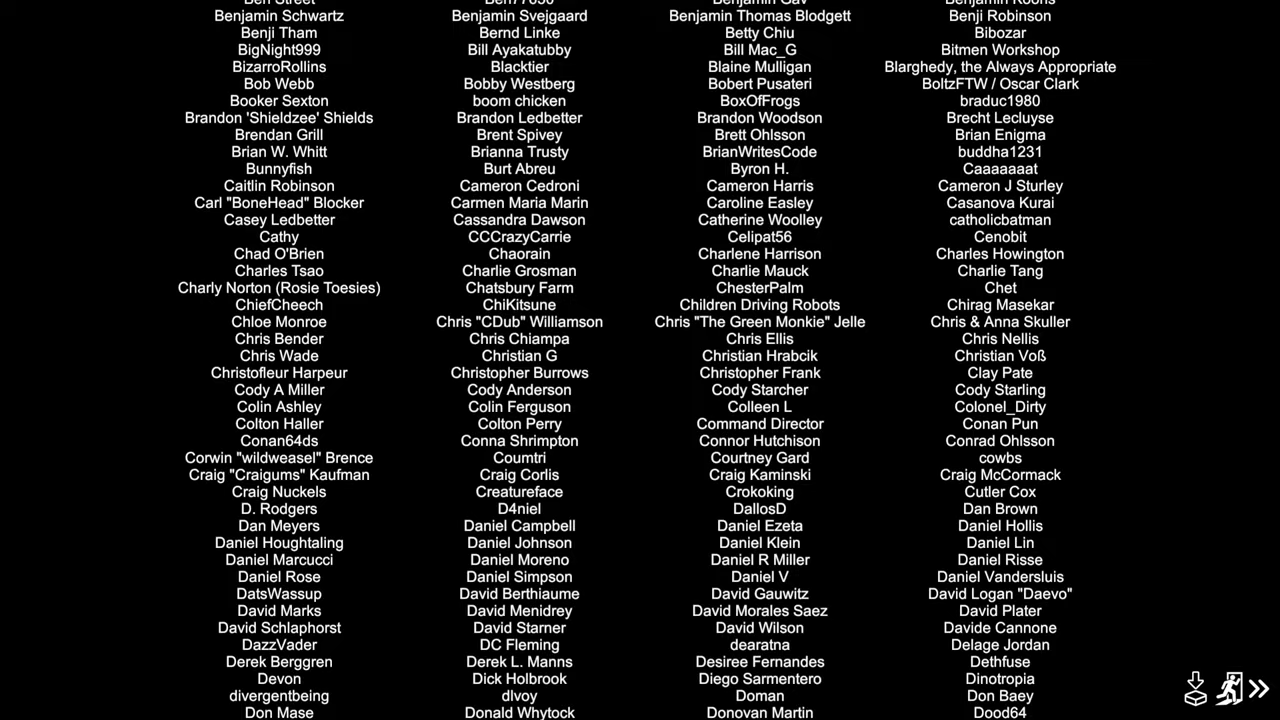 Ben Street Ben77650 Benjamin Gav Benjamin Koons
Benjamin Schwartz Benjamin Svejgaard Benjamin Thomas Blodgett Benji Robinson
Benji Tham Bernd Linke Betty Chiu Bibozar
BigNight999 Bill Ayakatubby Bill Mac_G Bitmen Workshop
BizarroRollins Blacktier Blaine Mulligan Blarghedy, the Always Appropriate
Bob Webb Bobby Westberg Bobert Pusateri BoltzFTW / Oscar Clark
Booker Sexton boom chicken BoxOfFrogs braduc1980
Brandon 'Shieldzee' Shields Brandon Ledbetter Brandon Woodson Brecht Lecluyse
Brendan Grill Brent Spivey Brett Ohlsson Brian Enigma
Brian W. Whitt Brianna Trusty BrianWritesCode buddha1231
Bunnyfish Burt Abreu Byron H. Caaaaaaat
Caitlin Robinson Cameron Cedroni Cameron Harris Cameron J Sturley
Carl "BoneHead" Blocker Carmen Maria Marin Caroline Easley Casanova Kurai
Casey Ledbetter Cassandra Dawson Catherine Woolley catholicbatman
Cathy CCCrazyCarrie Celipat56 Cenobit
Chad O'Brien Chaorain Charlene Harrison Charles Howington
Charles Tsao Charlie Grosman Charlie Mauck Charlie Tang
Charly Norton (Rosie Toesies) Chatsbury Farm ChesterPalm Chet
ChiefCheech ChiKitsune Children Driving Robots Chirag Masekar
Chloe Monroe Chris "CDub" Williamson Chris "The Green Monkie" Jelle Chris & Anna Skuller
Chris Bender Chris Chiampa Chris Ellis Chris Nellis
Chris Wade Christian G Christian Hrabcik Christian Voß
Christofleur Harpeur Christopher Burrows Christopher Frank Clay Pate
Cody A Miller Cody Anderson Cody Starcher Cody Starling
Colin Ashley Colin Ferguson Colleen L Colonel_Dirty
Colton Haller Colton Perry Command Director Conan Pun
Conan64ds Conna Shrimpton Connor Hutchison Conrad Ohlsson
Corwin "wildweasel" Brence Coumtri Courtney Gard cowbs
Craig "Craigums" Kaufman Craig Corlis Craig Kaminski Craig McCormack
Craig Nuckels Creatureface Crokoking Cutler Cox
D. Rodgers D4niel DallosD Dan Brown
Dan Meyers Daniel Campbell Daniel Ezeta Daniel Hollis
Daniel Houghtaling Daniel Johnson Daniel Klein Daniel Lin
Daniel Marcucci Daniel Moreno Daniel R Miller Daniel Risse
Daniel Rose Daniel Simpson Daniel V Daniel Vandersluis
DatsWassup David Berthiaume David Gauwitz David Logan "Daevo"
David Marks David Menidrey David Morales Saez David Plater
David Schlaphorst David Starner David Wilson Davide Cannone
DazzVader DC Fleming dearatna Delage Jordan
Derek Berggren Derek L. Manns Desiree Fernandes Dethfuse
Devon Dick Holbrook Diego Sarmentero Dinotropia
divergentbeing dlvoy Doman Don Baey
Don Mase Donald Whytock Donovan Martin Dood64